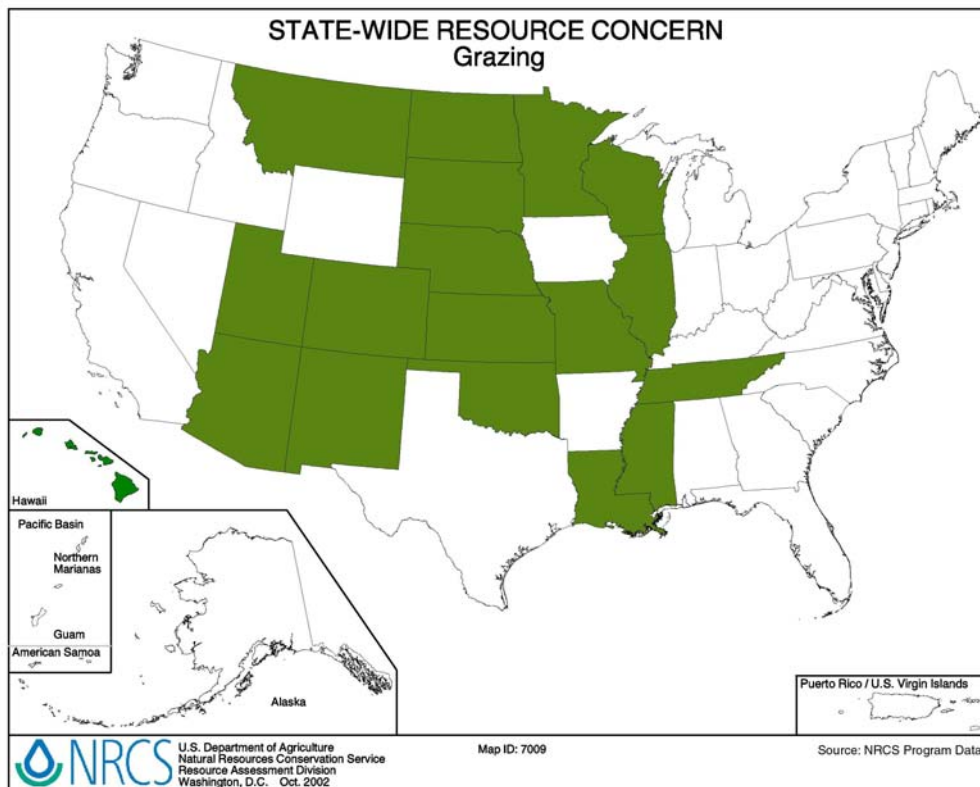 STATE-WIDE RESOURCE CONCERN
Grazing
Hawaii
Pacific Basin
Northern
Marianas
Guam
American Samoa
Alaska
Puerto Rico / U.S. Virgin Islands
NRCS
U.S. Department of Agriculture
Natural Resources Conservation Service
Resource Assessment Division
Washington, D.C. Oct. 2002
Map ID: 7009
Source: NRCS Program Data